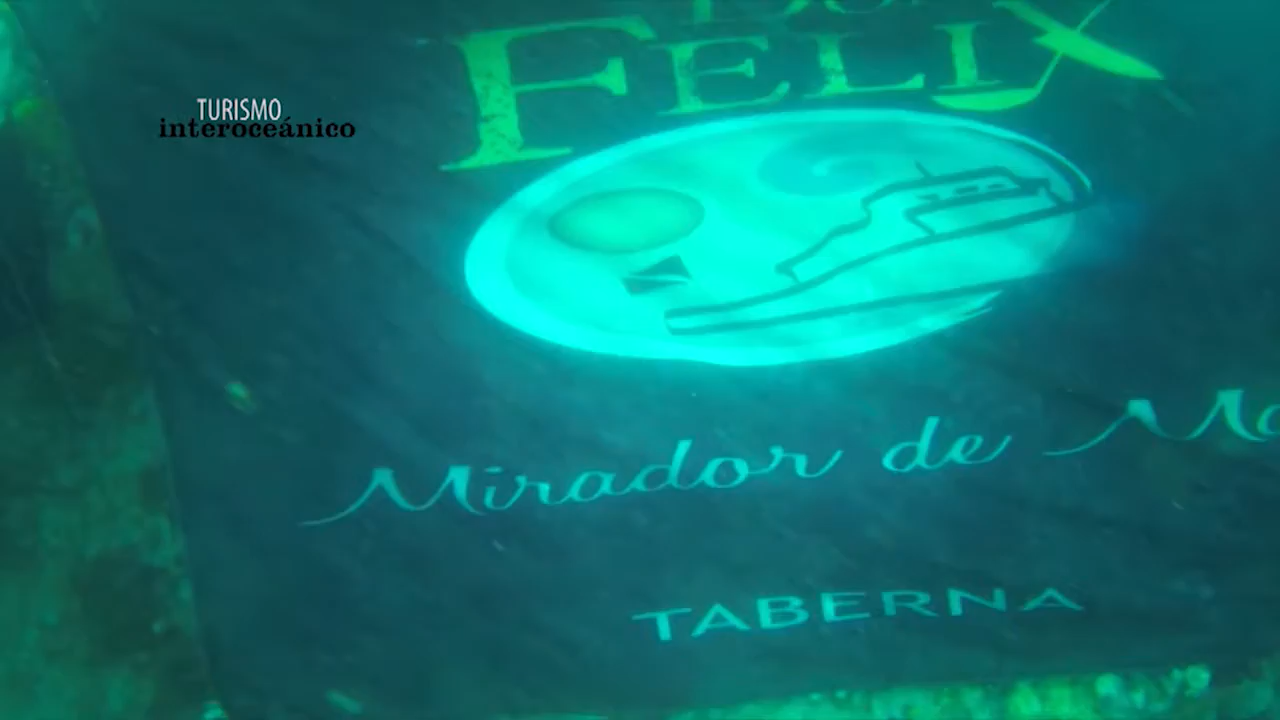 TURISMO
interoceánico
FELIX
Mirador de
TABERNA